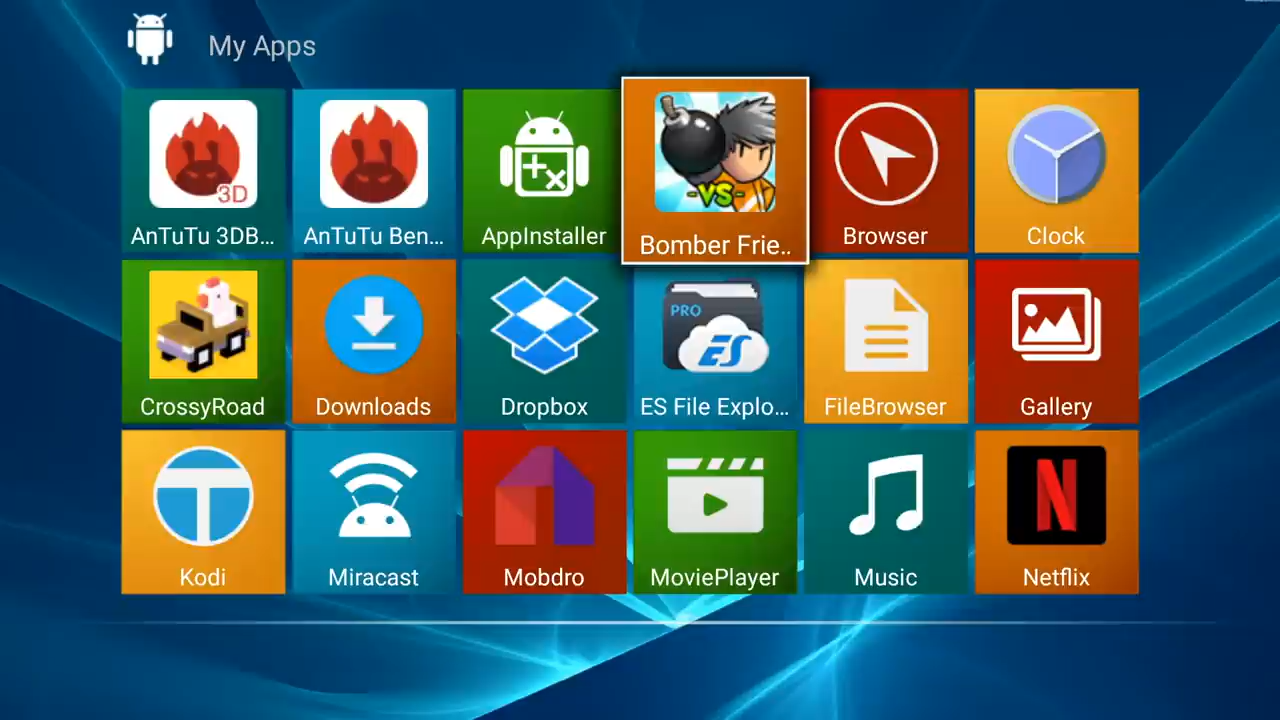 My Apps
3D
AnTuTu 3DB...
AnTuTu Ben...
AppInstaller
-VS-
Bomber Frie..
Browser
Clock
CrossyRoad
Downloads
Dropbox
PRO
ES
ES File Explo...
FileBrowser
Gallery
Kodi
Miracast
Mobdro
MoviePlayer
Music
N
Netflix